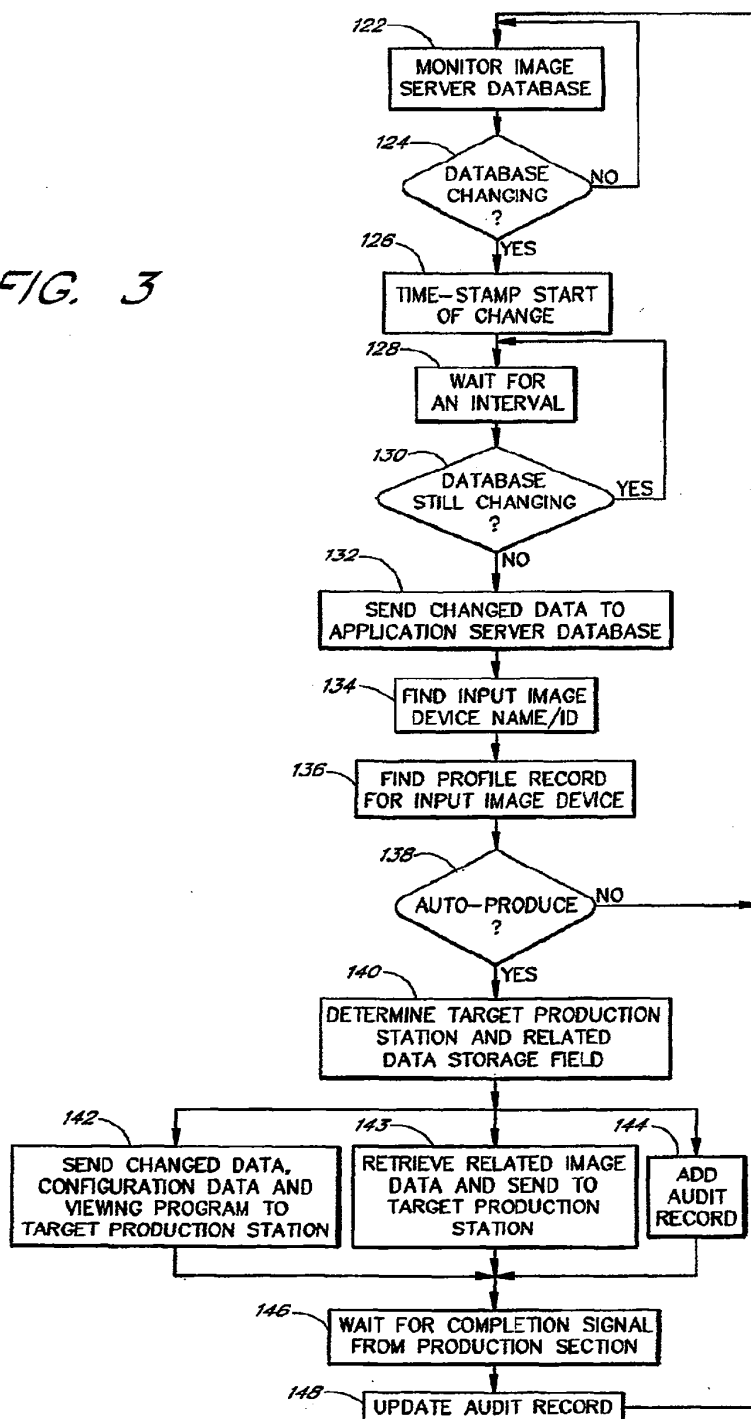 122
MONITOR IMAGE
SERVER DATABASE
124
DATABASE
CHANGING
?
NO
YES
FIG. 3
126
TIME-STAMP START
OF CHANGE
128
WAIT FOR
AN INTERVAL
130
DATABASE
STILL CHANGING
?
YES
NO
132
SEND CHANGED DATA TO
APPLICATION SERVER DATABASE
134
FIND INPUT IMAGE
DEVICE NAME/ID
136
FIND PROFILE RECORD
FOR INPUT IMAGE DEVICE
138
AUTO-PRODUCE
?
NO
YES
140
DETERMINE TARGET PRODUCTION
STATION AND RELATED
DATA STORAGE FIELD
142
SEND CHANGED DATA,
CONFIGURATION DATA AND
VIEWING PROGRAM TO
TARGET PRODUCTION STATION
143
RETRIEVE RELATED IMAGE
DATA AND SEND TO
TARGET PRODUCTION
STATION
144
ADD
AUDIT
RECORD
146
WAIT FOR COMPLETION SIGNAL
FROM PRODUCTION SECTION
148
UPDATE AUDIT RECORD